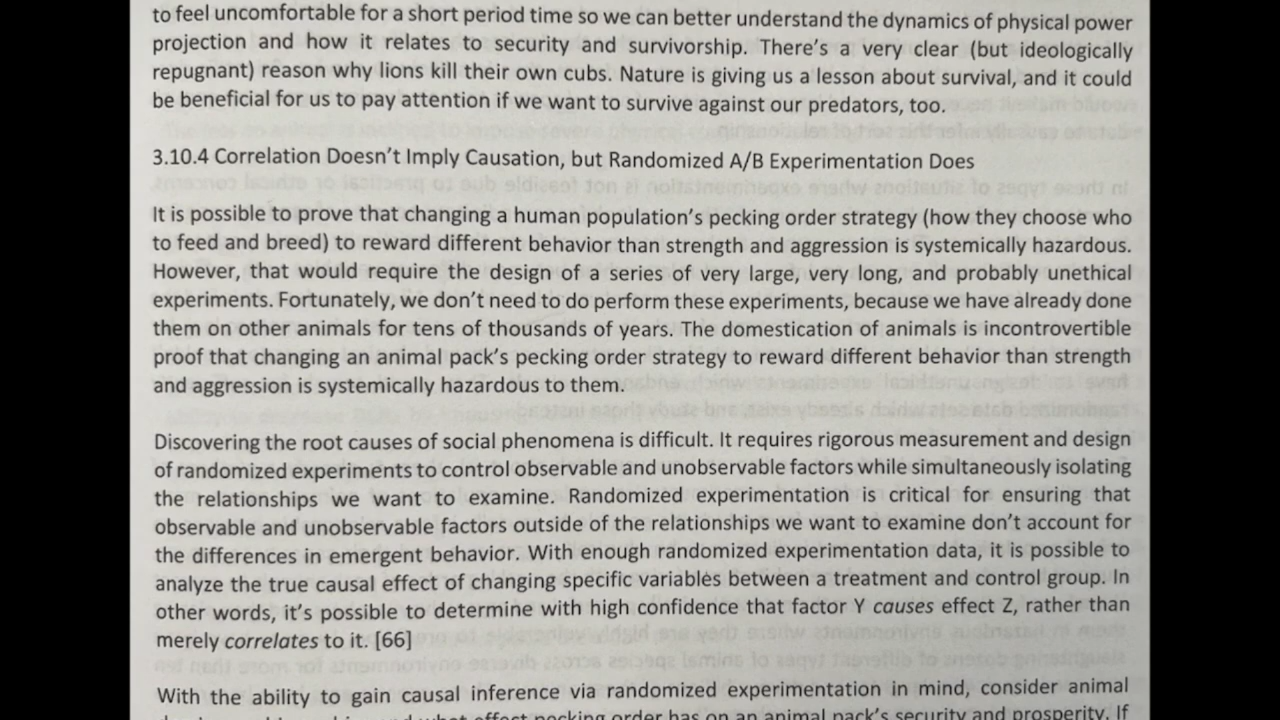 to feel uncomfortable for a short period time so we can better understand the dynamics of physical power
projection and how it relates to security and survivorship. There's a very clear (but ideologically
repugnant) reason why lions kill their own cubs. Nature is giving us a lesson about survival, and it could
be beneficial for us to pay attention if we want to survive against our predators, too.
3.10.4 Correlation Doesn't Imply Causation, but Randomized A/B Experimentation Does
It is possible to prove that changing a human population's pecking order strategy (how they choose who
to feed and breed) to reward different behavior than strength and aggression is systemically hazardous.
However, that would require the design of a series of very large, very long, and probably unethical
experiments. Fortunately, we don't need to do perform these experiments, because we have already done
them on other animals for tens of thousands of years. The domestication of animals is incontrovertible
proof that changing an animal pack's pecking order strategy to reward different behavior than strength
and aggression is systemically hazardous to them.
Discovering the root causes of social phenomena is difficult. It requires rigorous measurement and design
of randomized experiments to control observable and unobservable factors while simultaneously isolating
the relationships we want to examine. Randomized experimentation is critical for ensuring that
observable and unobservable factors outside of the relationships we want to examine don't account for
the differences in emergent behavior. With enough randomized experimentation data, it is possible to
analyze the true causal effect of changing specific variables between a treatment and control group. In
other words, it's possible to determine with high confidence that factor Y causes effect Z, rather than
merely correlates to it. [66]
With the ability to gain causal inference via randomized experimentation in mind, consider animal
effect pecking order has on an animal pack's security and prosperity. If